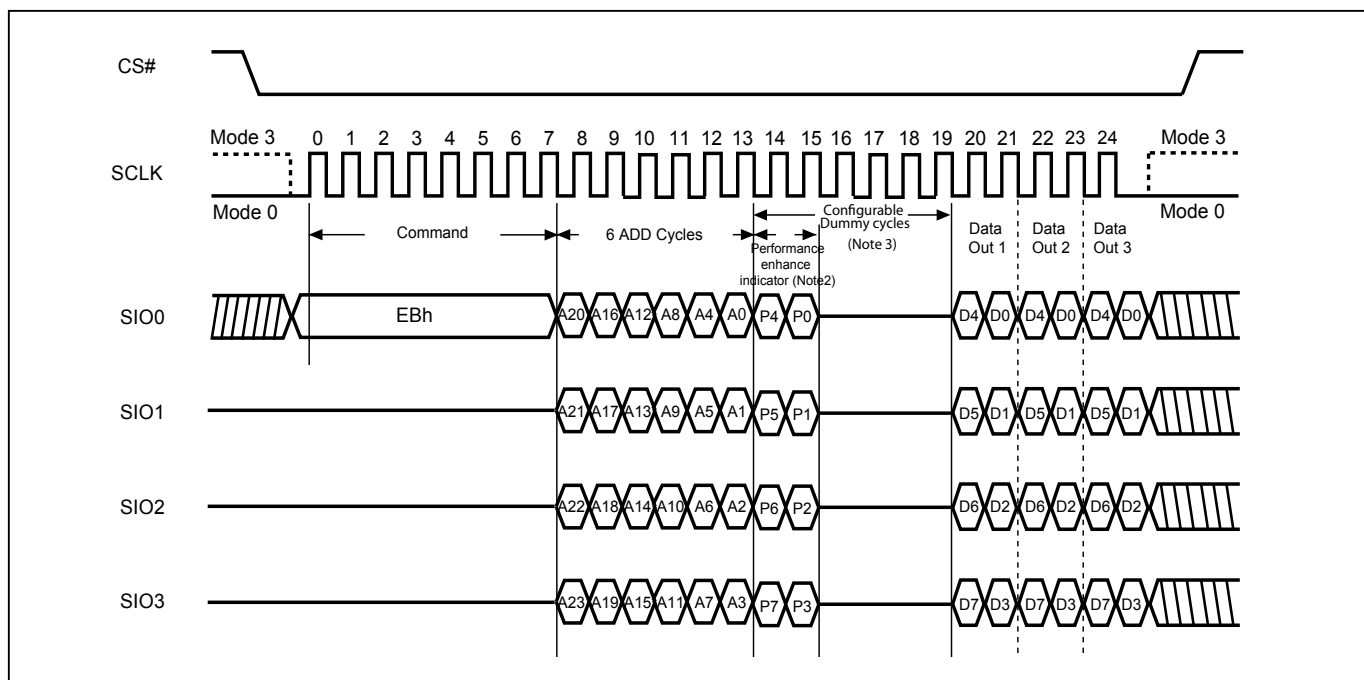 CS#
Mode 3
0 1 2 3 4 5 6 7 8 9 10 11 12 13 14 15 16 17 18 19 20 21 22 23 24
Mode 3
SCLK
Mode 0
Mode 0
Command
6 ADD Cycles
Configurable
Dummy cycles
(Note 3)
Performance
enhance
indicator (Note2)
Data
Out 1
Data
Out 2
Data
Out 3
SIO0
EBh
A20 A16 A12 A8 A4 A0 P4 P0 D4 D0 D4 D0 D4 D0
SIO1
A21 A17 A13 A9 A5 A1 P5 P1 D5 D1 D5 D1 D5 D1
SIO2
A22 A18 A14 A10 A6 A2 P6 P2 D6 D2 D6 D2 D6 D2
SIO3
A23 A19 A15 A11 A7 A3 P7 P3 D7 D3 D7 D3 D7 D3